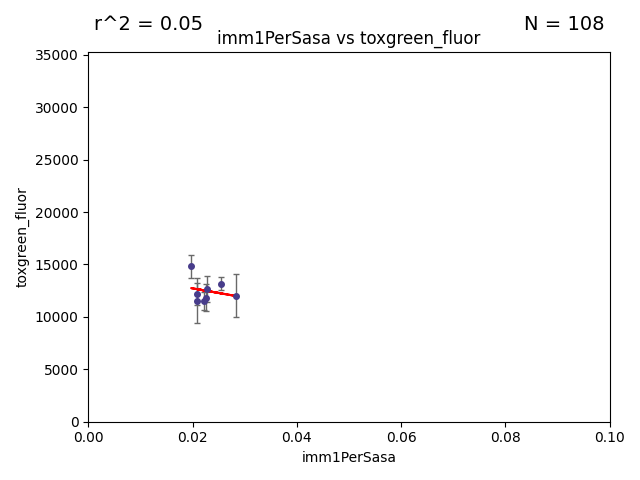 r^2 = 0.05
N = 108
imm1PerSasa vs toxgreen_fluor
35000
30000
25000
20000
15000
10000
5000
0
toxgreen_fluor
0.00
0.02
0.04
0.06
0.08
0.10
imm1PerSasa